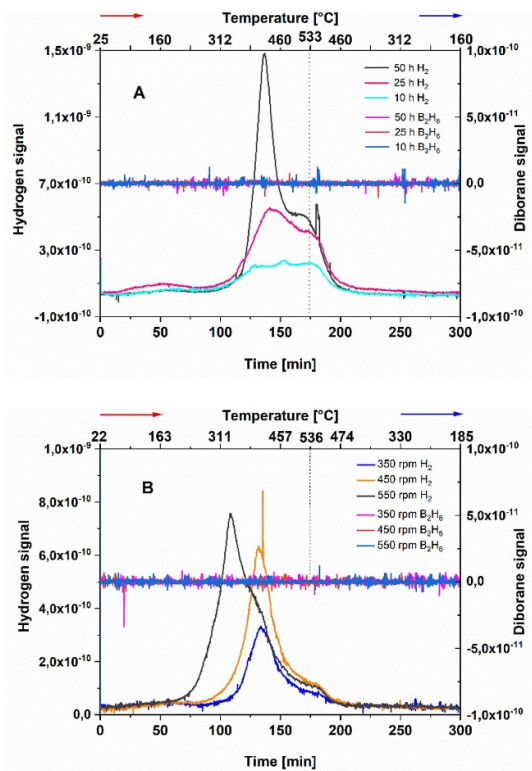 Temperature [°C]
25 160 312 460 533 460 312 160
1,5x10⁻⁹
1,1x10⁻⁹
7,0x10⁻¹⁰
3,0x10⁻¹⁰
-1,0x10⁻¹⁰
Hydrogen signal
A
50 h H₂
25 h H₂
10 h H₂
50 h B₂H₆
25 h B₂H₆
10 h B₂H₆
1,0x10⁻¹⁰
5,0x10⁻¹¹
0,0
-5,0x10⁻¹¹
-1,0x10⁻¹⁰
Diborane signal
0 50 100 150 200 250 300
Time [min]
Temperature [°C]
22 163 311 457 536 474 330 185
1,0x10⁻⁹
8,0x10⁻¹⁰
6,0x10⁻¹⁰
4,0x10⁻¹⁰
2,0x10⁻¹⁰
0,0
Hydrogen signal
B
350 rpm H₂
450 rpm H₂
550 rpm H₂
350 rpm B₂H₆
450 rpm B₂H₆
550 rpm B₂H₆
1,0x10⁻¹⁰
5,0x10⁻¹¹
0,0
-5,0x10⁻¹¹
-1,0x10⁻¹⁰
Diborane signal
0 50 100 150 200 250 300
Time [min]